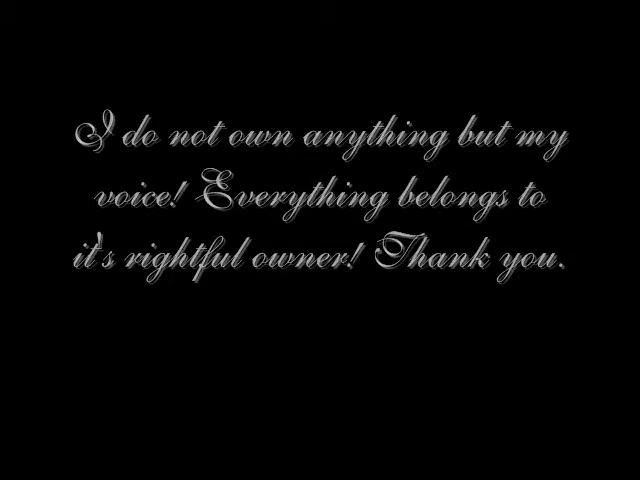 I do not own anything but my
voice! Everything belongs to
it's rightful owner! Thank you.